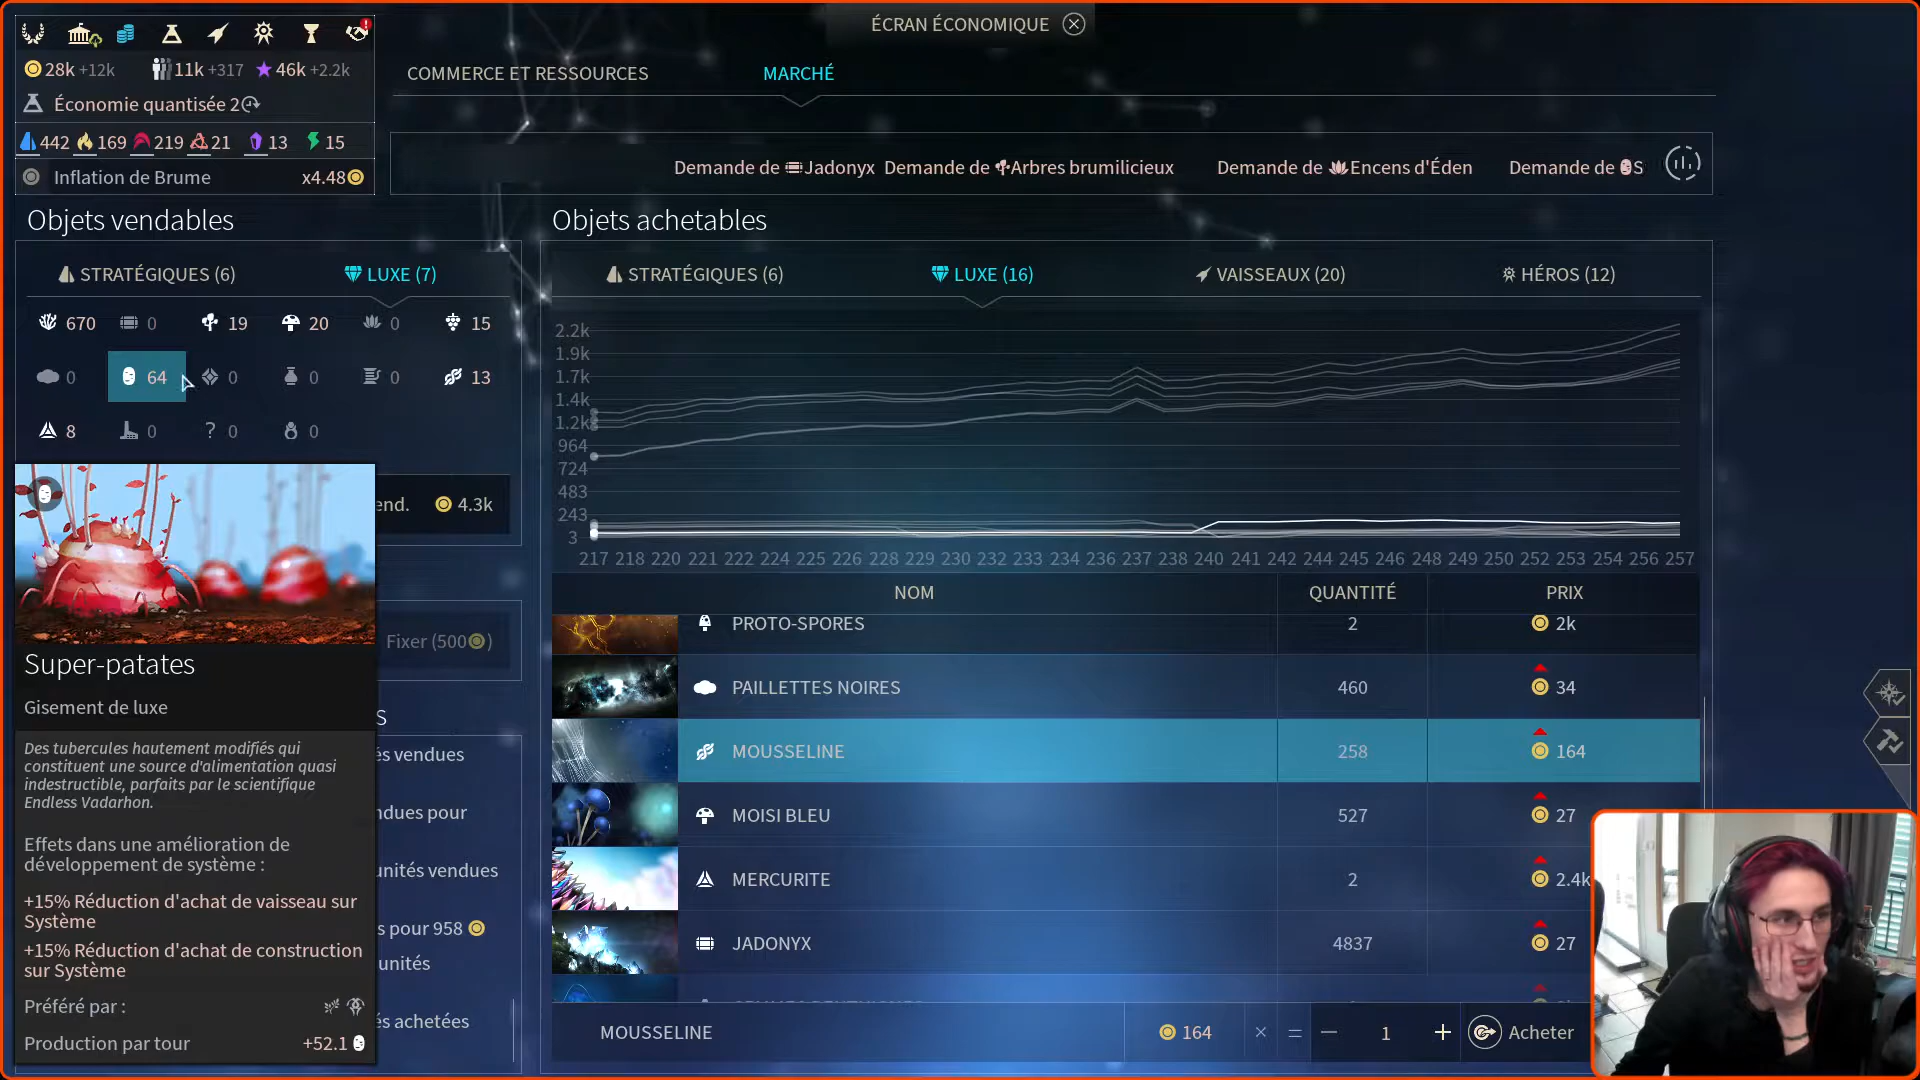 ÉCRAN ÉCONOMIQUE
28k +12k 11k +317 46k +2.2k
Économie quantisée 2
442 169 219 21 13 15
Inflation de Brume x4.48
COMMERCE ET RESSOURCES MARCHÉ
Demande de Jadonyx Demande de Arbres brumilicieux Demande de Encens d'Éden Demande de S
Objets vendables
STRATÉGIQUES (6) LUXE (7)
670 0 19 20 0 15
0 64 0 0 0 13
8 0 ? 0 0
end. 4.3k
Fixer (500)
S
és vendues
ndues pour
unités vendues
s pour 958
unités
és achetées
Super-patates
Gisement de luxe
Des tubercules hautement modifiés qui
constituent une source d'alimentation quasi
indestructible, parfaits par le scientifique
Endless Vadarhon.
Effets dans une amélioration de
développement de système :
+15% Réduction d'achat de vaisseau sur
Système
+15% Réduction d'achat de construction
sur Système
Préféré par :
Production par tour +52.1
Objets achetables
STRATÉGIQUES (6) LUXE (16) VAISSEAUX (20) HÉROS (12)
2.2k
1.9k
1.7k
1.4k
1.2k
964
724
483
243
3
217 218 220 221 222 224 225 226 228 229 230 232 233 234 236 237 238 240 241 242 244 245 246 248 249 250 252 253 254 256 257
NOM QUANTITÉ PRIX
PROTO-SPORES 2 2k
PAILLETTES NOIRES 460 34
MOUSSELINE 258 164
MOISI BLEU 527 27
MERCURITE 2 2.4k
JADONYX 4837 27
MOUSSELINE 164 × = − 1 + Acheter